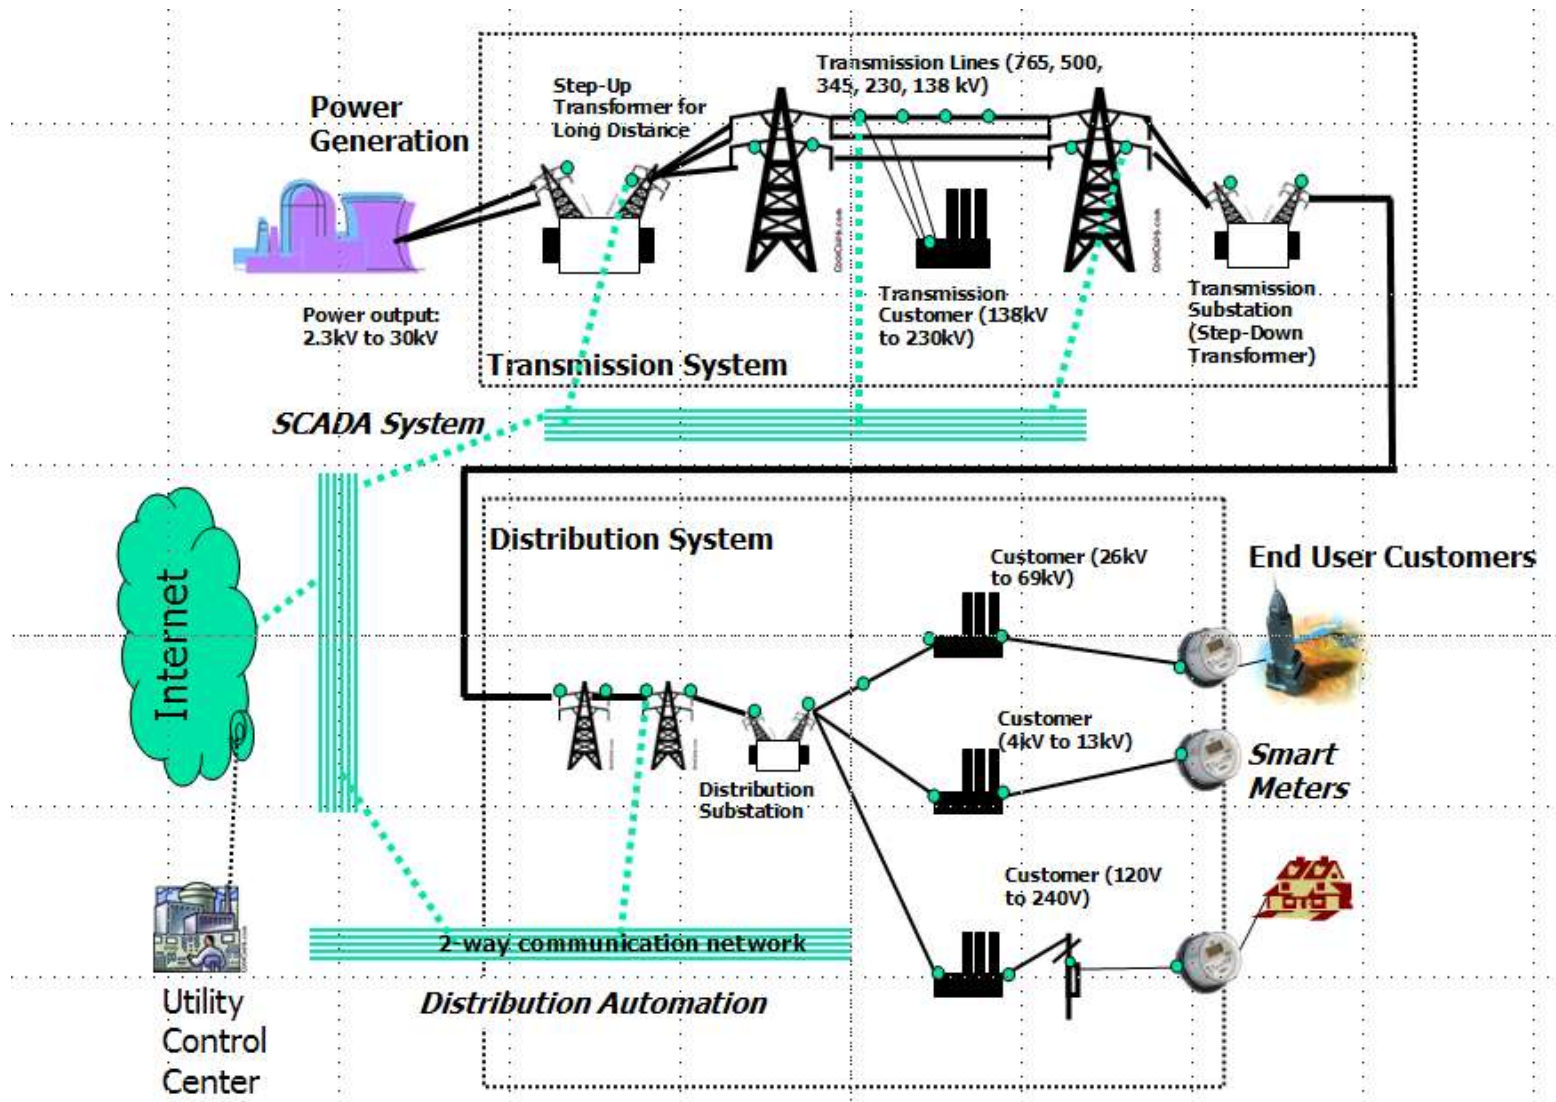 Power
Generation
Power output:
2.3kV to 30kV
Step-Up
Transformer for
Long Distance
Transmission Lines (765, 500,
345, 230, 138 kV)
Transmission
Customer (138kV
to 230kV)
Transmission
Substation
(Step-Down
Transformer)
Transmission System
SCADA System
Internet
Distribution System
Customer (26kV
to 69kV)
End User Customers
Customer
(4kV to 13kV)
Smart
Meters
Distribution
Substation
Customer (120V
to 240V)
2-way communication network
Distribution Automation
Utility
Control
Center